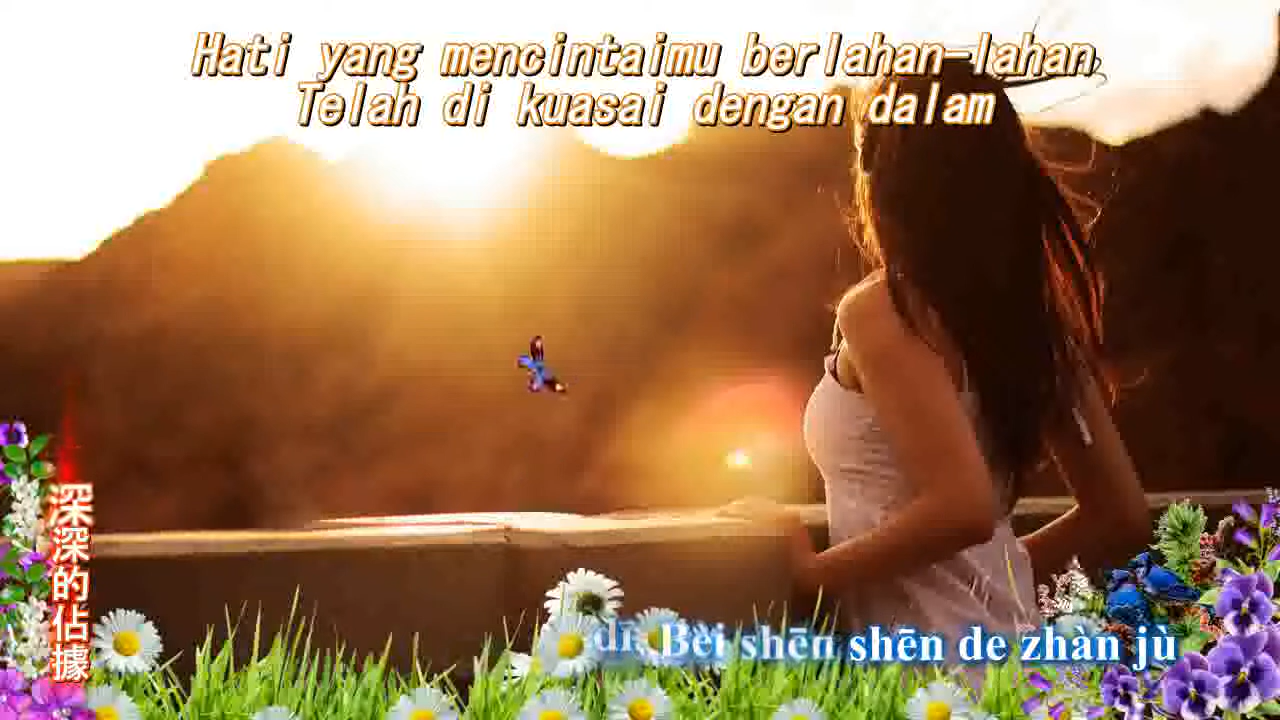 Hati yang mencintaimu berlahan-lahan,
Telah di kuasai dengan dalam
深深的佔據
Bèi shēn shēn de zhàn jù